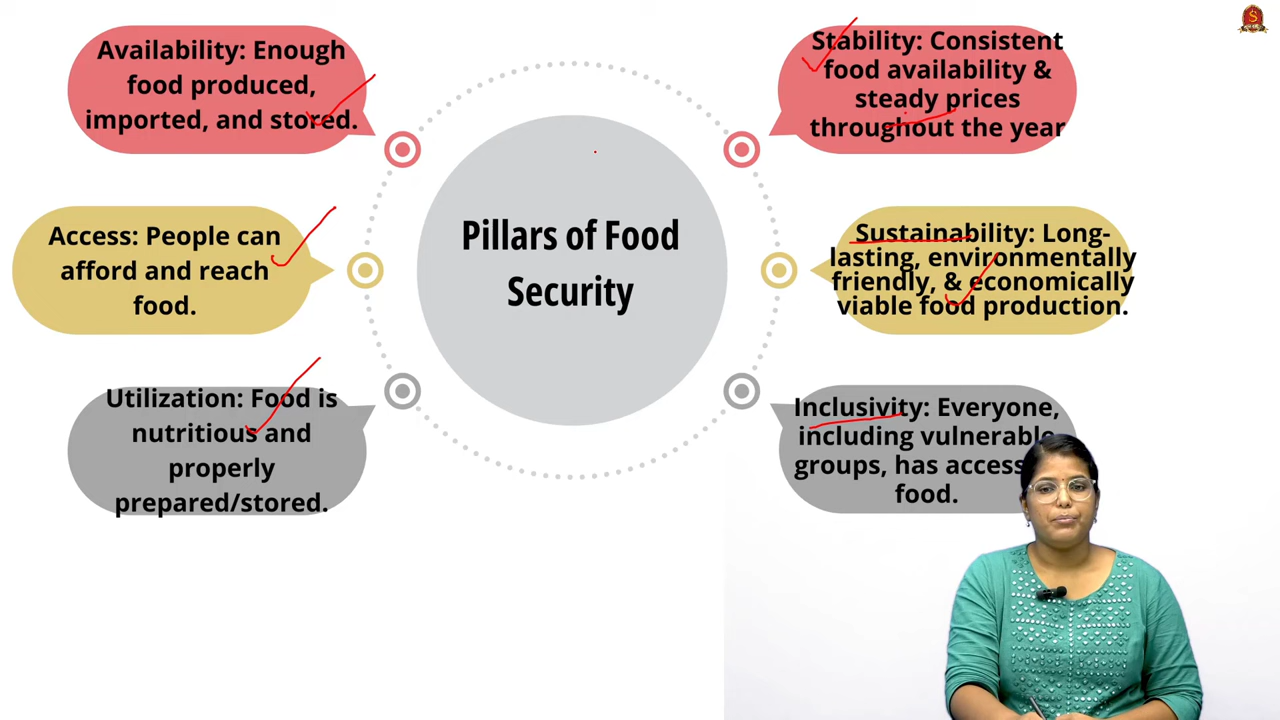 Availability: Enough
food produced,
imported, and stored.
Access: People can
afford and reach
food.
Utilization: Food is
nutritious and
properly
prepared/stored.
Pillars of Food
Security
Stability: Consistent
food availability &
steady prices
throughout the year
Sustainability: Long-
lasting, environmentally
friendly, & economically
viable food production.
Inclusivity: Everyone,
including vulnerable
groups, has access
food.